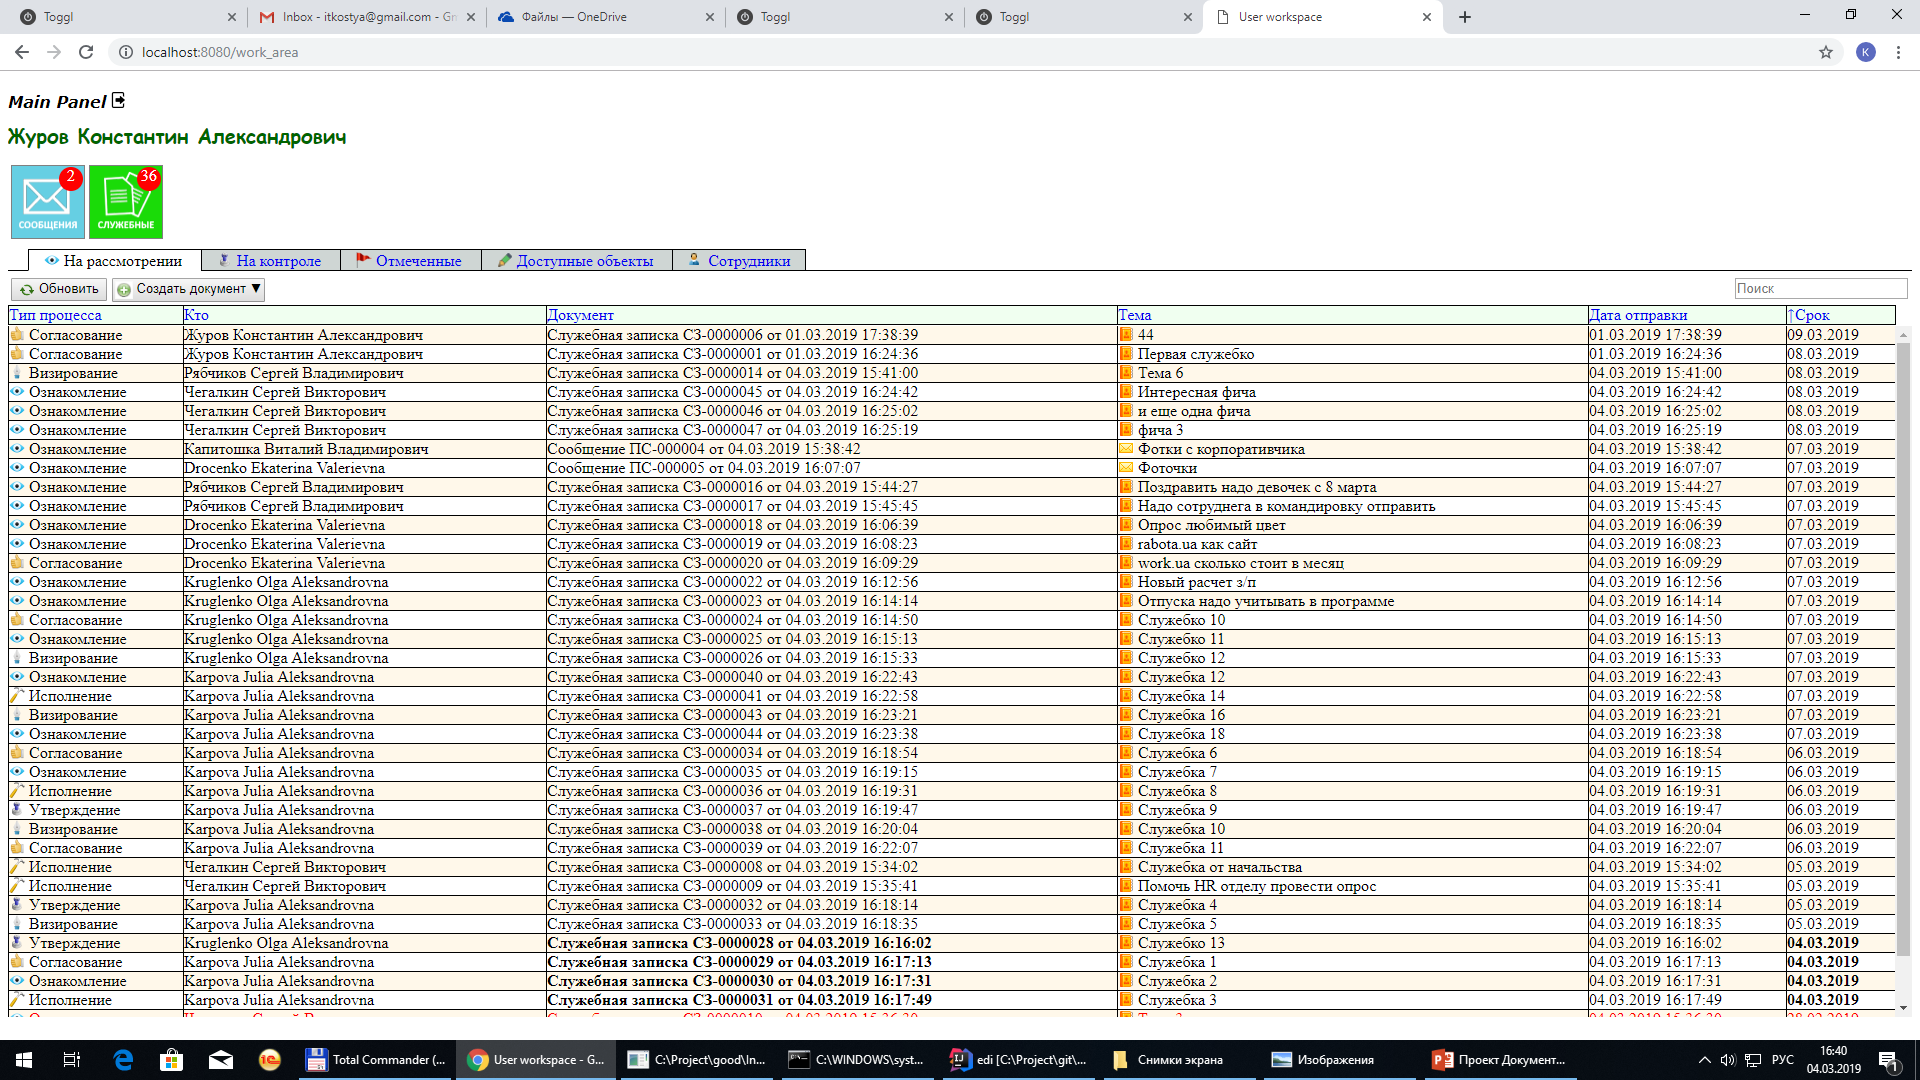 Toggl
Inbox - itkostya@gmail.com - Gr
Файлы — OneDrive
Toggl
Toggl
User workspace
localhost:8080/work_area
K
Main Panel
Журов Константин Александрович
2
СООБЩЕНИЯ
36
СЛУЖЕБНЫЕ
На рассмотрении
На контроле
Отмеченные
Доступные объекты
Сотрудники
Обновить
Создать документ ▼
Поиск
Тип процесса Кто Документ Тема Дата отправки ↑Срок
Согласование Журов Константин Александрович Служебная записка СЗ-0000006 от 01.03.2019 17:38:39 44 01.03.2019 17:38:39 09.03.2019
Согласование Журов Константин Александрович Служебная записка СЗ-0000001 от 01.03.2019 16:24:36 Первая служебко 01.03.2019 16:24:36 08.03.2019
Визирование Рябчиков Сергей Владимирович Служебная записка СЗ-0000014 от 04.03.2019 15:41:00 Тема 6 04.03.2019 15:41:00 08.03.2019
Ознакомление Чегалкин Сергей Викторович Служебная записка СЗ-0000045 от 04.03.2019 16:24:42 Интересная фича 04.03.2019 16:24:42 08.03.2019
Ознакомление Чегалкин Сергей Викторович Служебная записка СЗ-0000046 от 04.03.2019 16:25:02 и еще одна фича 04.03.2019 16:25:02 08.03.2019
Ознакомление Чегалкин Сергей Викторович Служебная записка СЗ-0000047 от 04.03.2019 16:25:19 фича 3 04.03.2019 16:25:19 08.03.2019
Ознакомление Капитошка Виталий Владимирович Сообщение ПС-000004 от 04.03.2019 15:38:42 Фотки с корпоративчика 04.03.2019 15:38:42 07.03.2019
Ознакомление Drocenko Ekaterina Valerievna Сообщение ПС-000005 от 04.03.2019 16:07:07 Фоточки 04.03.2019 16:07:07 07.03.2019
Ознакомление Рябчиков Сергей Владимирович Служебная записка СЗ-0000016 от 04.03.2019 15:44:27 Поздравить надо девочек с 8 марта 04.03.2019 15:44:27 07.03.2019
Ознакомление Рябчиков Сергей Владимирович Служебная записка СЗ-0000017 от 04.03.2019 15:45:45 Надо сотруднега в командировку отправить 04.03.2019 15:45:45 07.03.2019
Ознакомление Drocenko Ekaterina Valerievna Служебная записка СЗ-0000018 от 04.03.2019 16:06:39 Опрос любимый цвет 04.03.2019 16:06:39 07.03.2019
Ознакомление Drocenko Ekaterina Valerievna Служебная записка СЗ-0000019 от 04.03.2019 16:08:23 rabota.ua как сайт 04.03.2019 16:08:23 07.03.2019
Согласование Drocenko Ekaterina Valerievna Служебная записка СЗ-0000020 от 04.03.2019 16:09:29 work.ua сколько стоит в месяц 04.03.2019 16:09:29 07.03.2019
Ознакомление Kruglenko Olga Aleksandrovna Служебная записка СЗ-0000022 от 04.03.2019 16:12:56 Новый расчет з/п 04.03.2019 16:12:56 07.03.2019
Ознакомление Kruglenko Olga Aleksandrovna Служебная записка СЗ-0000023 от 04.03.2019 16:14:14 Отпуска надо учитывать в программе 04.03.2019 16:14:14 07.03.2019
Согласование Kruglenko Olga Aleksandrovna Служебная записка СЗ-0000024 от 04.03.2019 16:14:50 Служебко 10 04.03.2019 16:14:50 07.03.2019
Ознакомление Kruglenko Olga Aleksandrovna Служебная записка СЗ-0000025 от 04.03.2019 16:15:13 Служебко 11 04.03.2019 16:15:13 07.03.2019
Визирование Kruglenko Olga Aleksandrovna Служебная записка СЗ-0000026 от 04.03.2019 16:15:33 Служебко 12 04.03.2019 16:15:33 07.03.2019
Ознакомление Karpova Julia Aleksandrovna Служебная записка СЗ-0000040 от 04.03.2019 16:22:43 Служебка 12 04.03.2019 16:22:43 07.03.2019
Исполнение Karpova Julia Aleksandrovna Служебная записка СЗ-0000041 от 04.03.2019 16:22:58 Служебка 14 04.03.2019 16:22:58 07.03.2019
Визирование Karpova Julia Aleksandrovna Служебная записка СЗ-0000043 от 04.03.2019 16:23:21 Служебка 16 04.03.2019 16:23:21 07.03.2019
Ознакомление Karpova Julia Aleksandrovna Служебная записка СЗ-0000044 от 04.03.2019 16:23:38 Служебка 18 04.03.2019 16:23:38 07.03.2019
Согласование Karpova Julia Aleksandrovna Служебная записка СЗ-0000034 от 04.03.2019 16:18:54 Служебка 6 04.03.2019 16:18:54 06.03.2019
Ознакомление Karpova Julia Aleksandrovna Служебная записка СЗ-0000035 от 04.03.2019 16:19:15 Служебка 7 04.03.2019 16:19:15 06.03.2019
Исполнение Karpova Julia Aleksandrovna Служебная записка СЗ-0000036 от 04.03.2019 16:19:31 Служебка 8 04.03.2019 16:19:31 06.03.2019
Утверждение Karpova Julia Aleksandrovna Служебная записка СЗ-0000037 от 04.03.2019 16:19:47 Служебка 9 04.03.2019 16:19:47 06.03.2019
Визирование Karpova Julia Aleksandrovna Служебная записка СЗ-0000038 от 04.03.2019 16:20:04 Служебка 10 04.03.2019 16:20:04 06.03.2019
Согласование Karpova Julia Aleksandrovna Служебная записка СЗ-0000039 от 04.03.2019 16:22:07 Служебка 11 04.03.2019 16:22:07 06.03.2019
Исполнение Чегалкин Сергей Викторович Служебная записка СЗ-0000008 от 04.03.2019 15:34:02 Служебка от начальства 04.03.2019 15:34:02 05.03.2019
Исполнение Чегалкин Сергей Викторович Служебная записка СЗ-0000009 от 04.03.2019 15:35:41 Помочь HR отделу провести опрос 04.03.2019 15:35:41 05.03.2019
Утверждение Karpova Julia Aleksandrovna Служебная записка СЗ-0000032 от 04.03.2019 16:18:14 Служебка 4 04.03.2019 16:18:14 05.03.2019
Визирование Karpova Julia Aleksandrovna Служебная записка СЗ-0000033 от 04.03.2019 16:18:35 Служебка 5 04.03.2019 16:18:35 05.03.2019
Утверждение Kruglenko Olga Aleksandrovna Служебная записка СЗ-0000028 от 04.03.2019 16:16:02 Служебко 13 04.03.2019 16:16:02 04.03.2019
Согласование Karpova Julia Aleksandrovna Служебная записка СЗ-0000029 от 04.03.2019 16:17:13 Служебка 1 04.03.2019 16:17:13 04.03.2019
Ознакомление Karpova Julia Aleksandrovna Служебная записка СЗ-0000030 от 04.03.2019 16:17:31 Служебка 2 04.03.2019 16:17:31 04.03.2019
Исполнение Karpova Julia Aleksandrovna Служебная записка СЗ-0000031 от 04.03.2019 16:17:49 Служебка 3 04.03.2019 16:17:49 04.03.2019
Total Commander (...
User workspace - G...
C:\Project\good\In...
C:\WINDOWS\syst...
edi [C:\Project\git\...
Снимки экрана
Изображения
Проект Документ...
РУС
16:40
04.03.2019
1